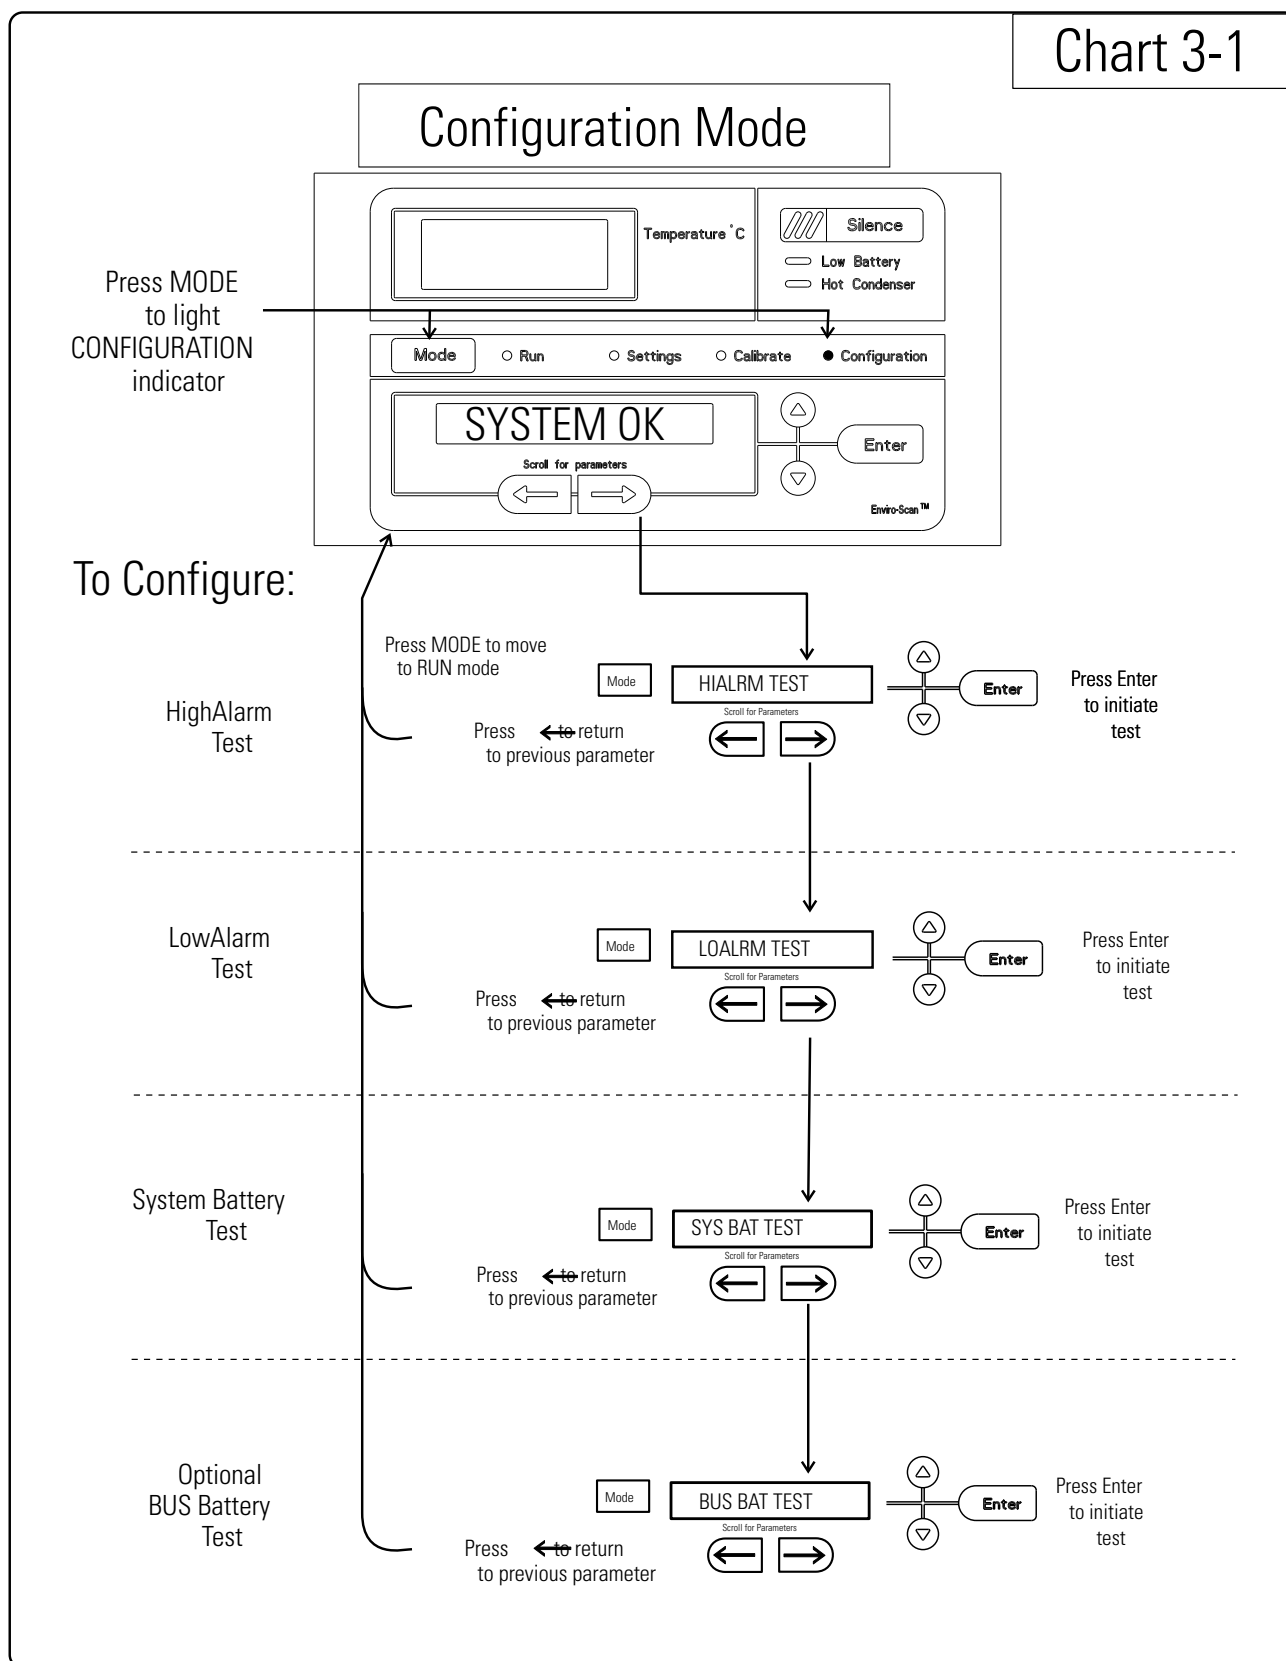 Chart 3-1
Configuration Mode
Temperature °C
Silence
Low Battery
Hot Condenser
Press MODE
to light
CONFIGURATION
indicator
Mode
Run
Settings
Calibrate
Configuration
SYSTEM OK
Scroll for parameters
Enter
Enviro-Scan™
To Configure:
HighAlarm
Test
Press MODE to move
to RUN mode
Press ← to return
to previous parameter
Mode
HIALRM TEST
Scroll for Parameters
Enter
Press Enter
to initiate
test
LowAlarm
Test
Press ← to return
to previous parameter
Mode
LOALRM TEST
Scroll for Parameters
Enter
Press Enter
to initiate
test
System Battery
Test
Press ← to return
to previous parameter
Mode
SYS BAT TEST
Scroll for Parameters
Enter
Press Enter
to initiate
test
Optional
BUS Battery
Test
Press ← to return
to previous parameter
Mode
BUS BAT TEST
Scroll for Parameters
Enter
Press Enter
to initiate
test